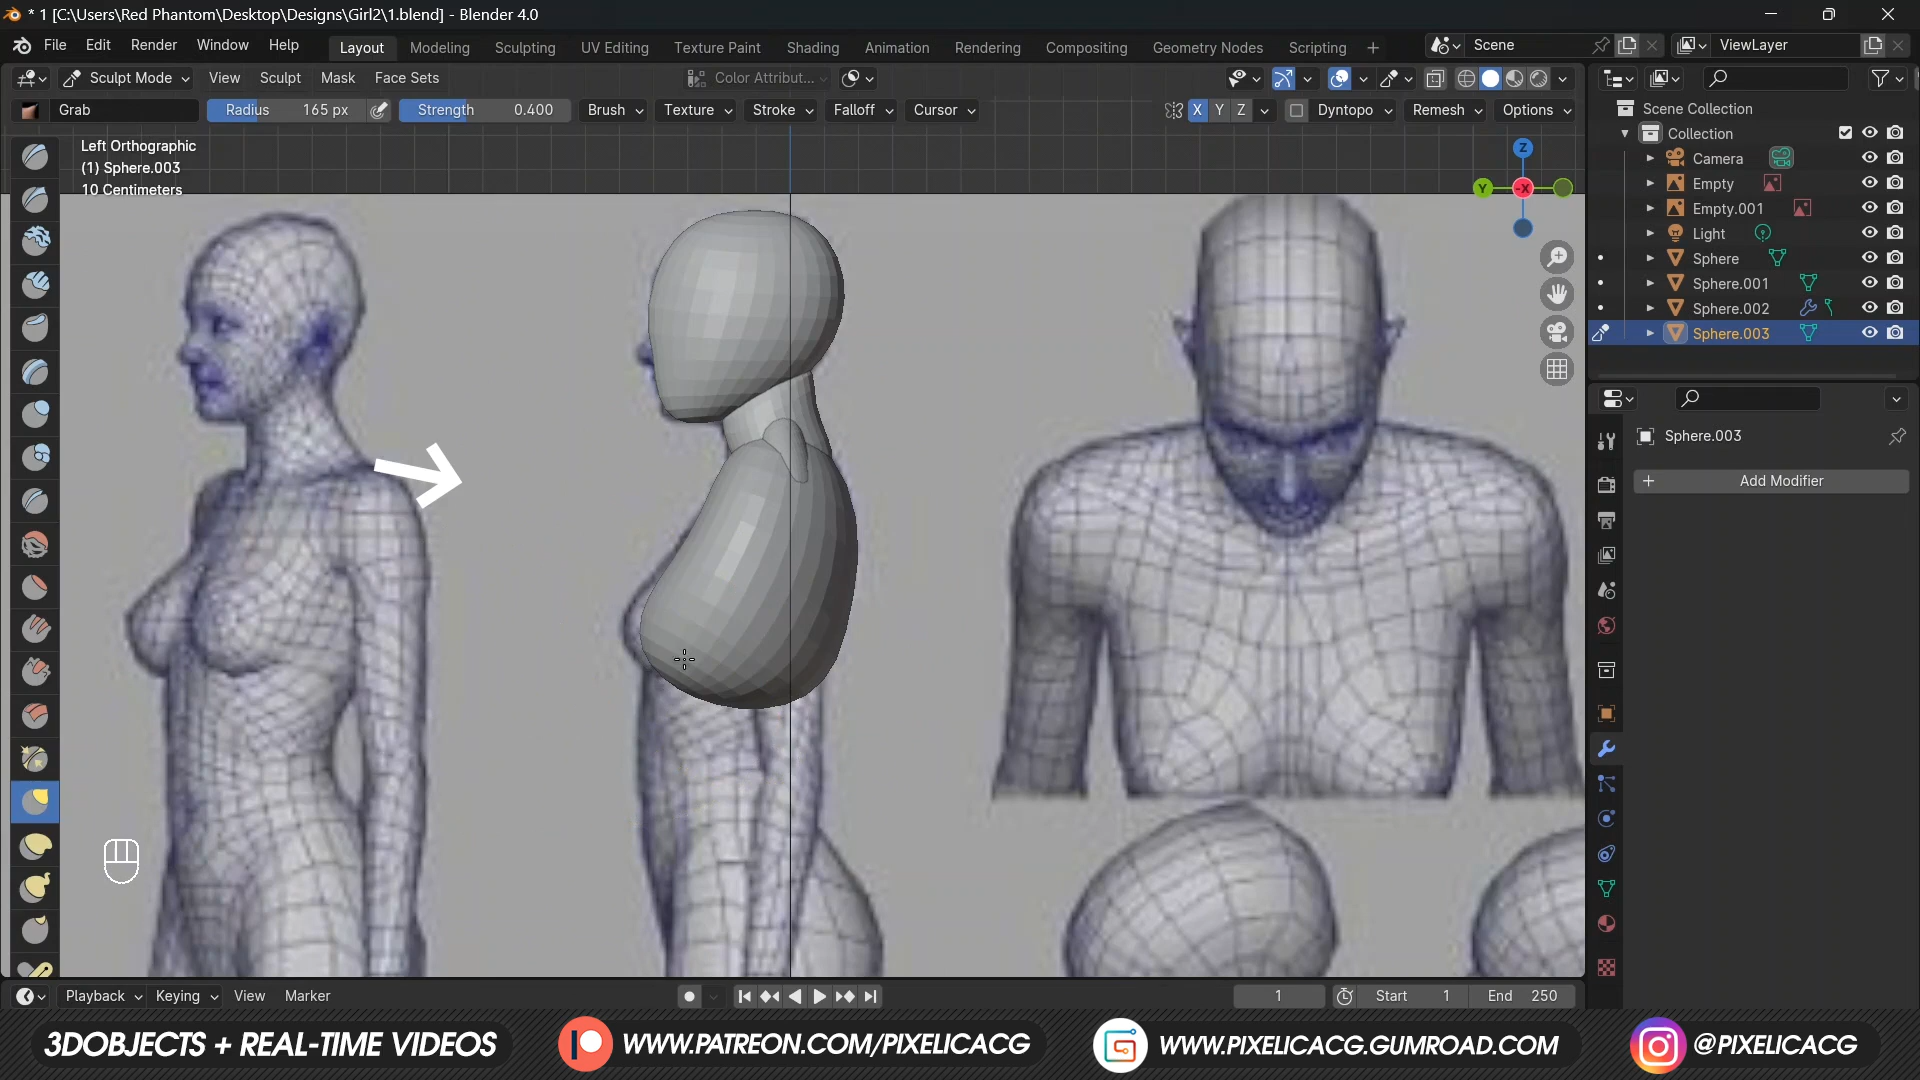 * 1 [C:\Users\Red Phantom\Desktop\Designs\Girl2\1.blend] - Blender 4.0
File Edit Render Window Help Layout Modeling Sculpting UV Editing Texture Paint Shading Animation Rendering Compositing Geometry Nodes Scripting + Scene ViewLayer
Sculpt Mode View Sculpt Mask Face Sets Color Attribut...
Grab Radius 165 px Strength 0.400 Brush Texture Stroke Falloff Cursor X Y Z Dyntopo Remesh Options
Left Orthographic
(1) Sphere.003
10 Centimeters
Z
Y -X
Scene Collection
Collection
Camera
Empty
Empty.001
Light
Sphere
Sphere.001
Sphere.002
Sphere.003
Sphere.003
+ Add Modifier
Playback Keying View Marker 1 Start 1 End 250
3DOBJECTS + REAL-TIME VIDEOS WWW.PATREON.COM/PIXELICACG WWW.PIXELICACG.GUMROAD.COM @PIXELICACG